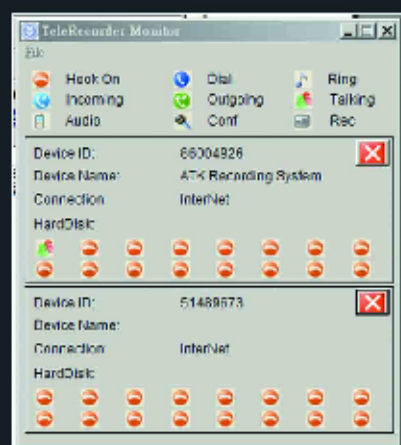 TeleRecorder Monitor
File
Hook On Dial Ring
Incoming Outgoing Talking
Audio Conf Rec
Device ID: 66004926
Device Name: ATK Recording System
Connection InterNet
HardDisk:
Device ID: 51489673
Device Name:
Connection InterNet
HardDisk: